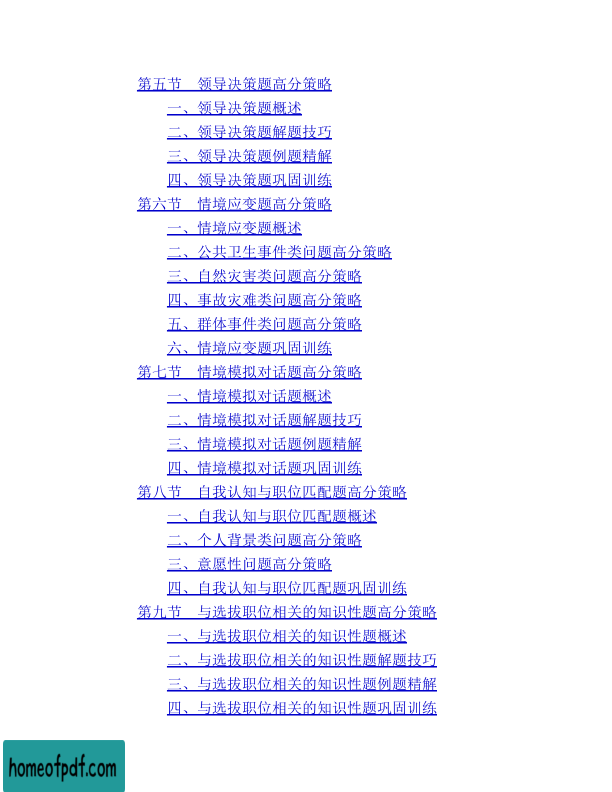 第五节　领导决策题高分策略
一、领导决策题概述
二、领导决策题解题技巧
三、领导决策题例题精解
四、领导决策题巩固训练
第六节　情境应变题高分策略
一、情境应变题概述
二、公共卫生事件类问题高分策略
三、自然灾害类问题高分策略
四、事故灾难类问题高分策略
五、群体事件类问题高分策略
六、情境应变题巩固训练
第七节　情境模拟对话题高分策略
一、情境模拟对话题概述
二、情境模拟对话题解题技巧
三、情境模拟对话题例题精解
四、情境模拟对话题巩固训练
第八节　自我认知与职位匹配题高分策略
一、自我认知与职位匹配题概述
二、个人背景类问题高分策略
三、意愿性问题高分策略
四、自我认知与职位匹配题巩固训练
第九节　与选拔职位相关的知识性题高分策略
一、与选拔职位相关的知识性题概述
二、与选拔职位相关的知识性题解题技巧
三、与选拔职位相关的知识性题例题精解
四、与选拔职位相关的知识性题巩固训练
homeofpdf.com